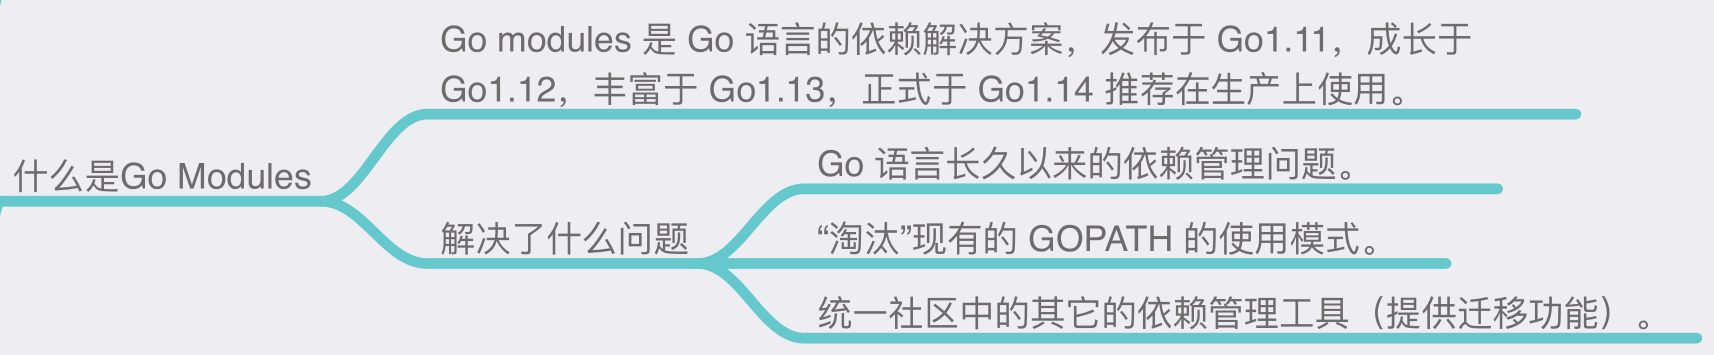 Go modules 是 Go 语言的依赖解决方案，发布于 Go1.11，成长于
Go1.12，丰富于 Go1.13，正式于 Go1.14 推荐在生产上使用。
什么是Go Modules
Go 语言长久以来的依赖管理问题。
解决了什么问题
“淘汰”现有的 GOPATH 的使用模式。
统一社区中的其它的依赖管理工具（提供迁移功能）。